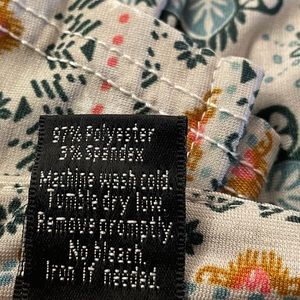 97% Polyester
3% Spandex
Machine wash cold.
Tumble dry low.
Remove promptly.
No bleach.
Iron if needed.